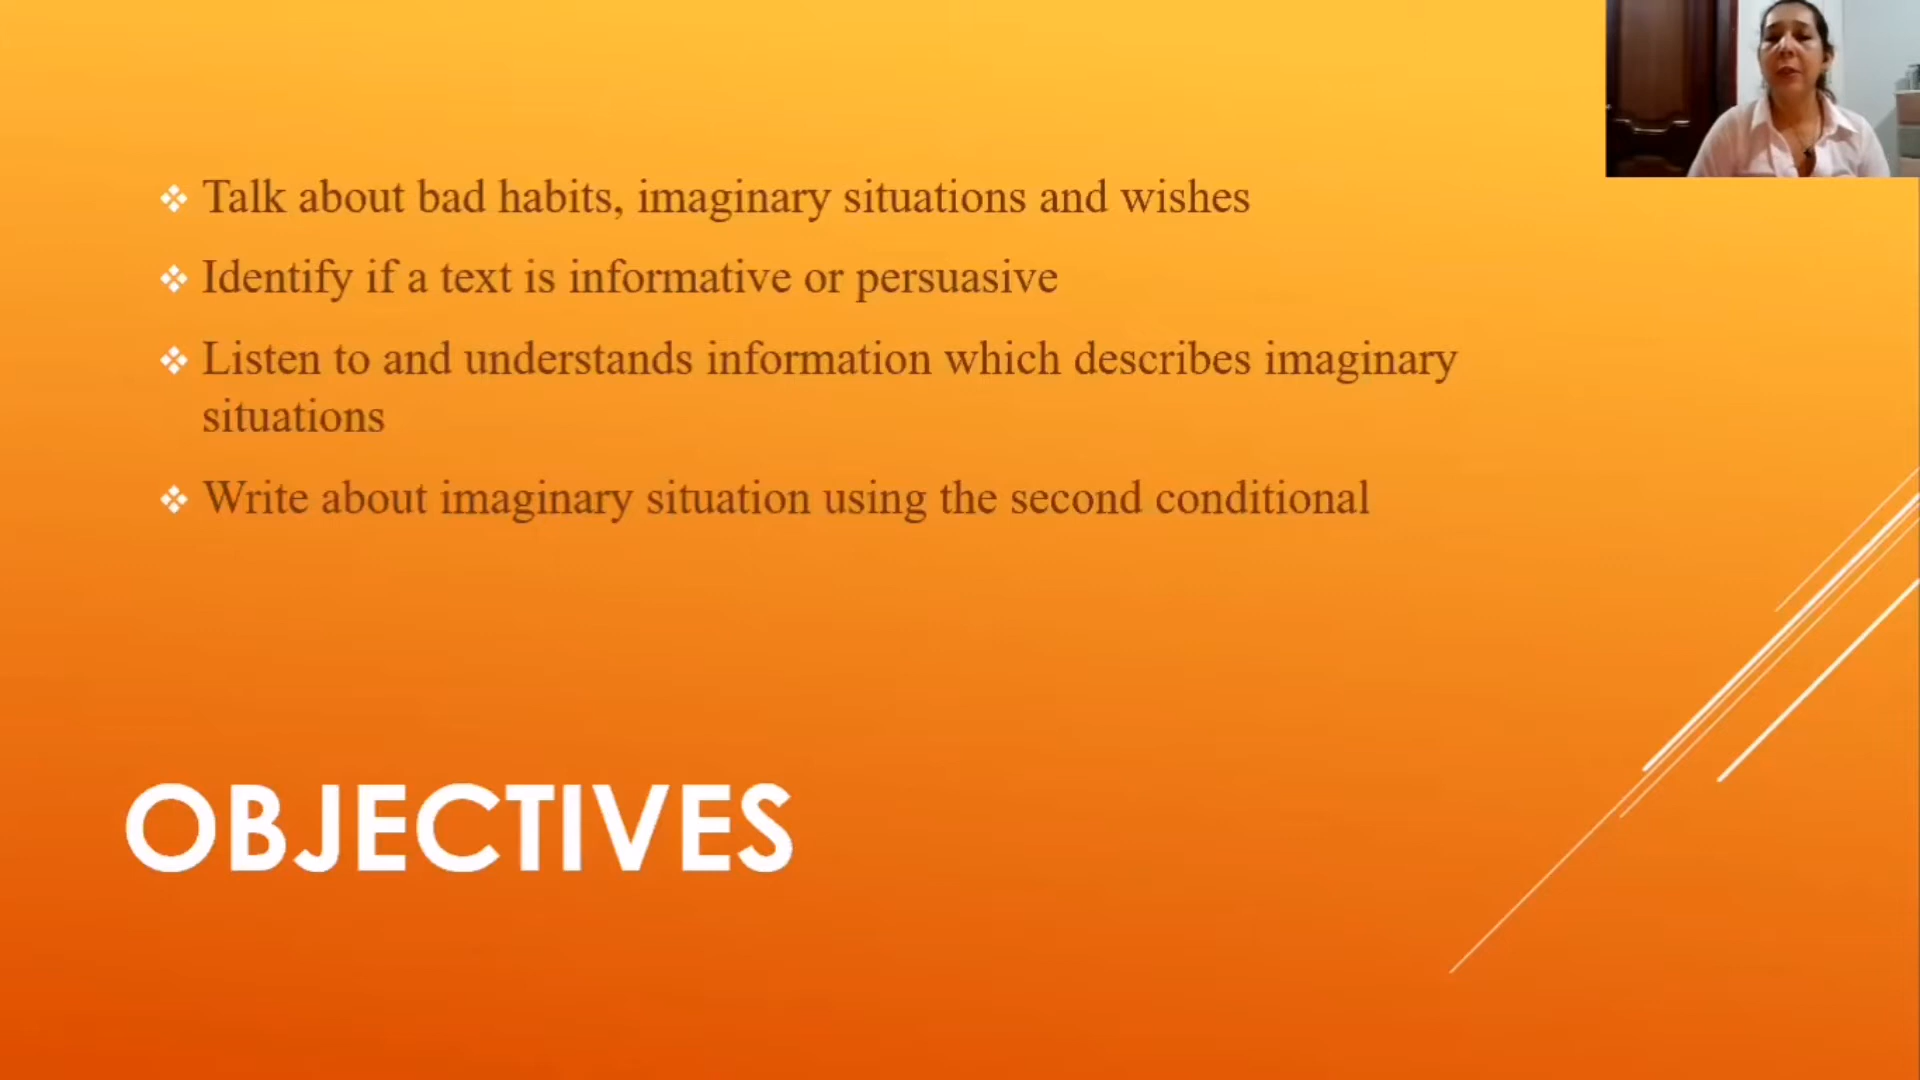 Talk about bad habits, imaginary situations and wishes
Identify if a text is informative or persuasive
Listen to and understands information which describes imaginary
situations
Write about imaginary situation using the second conditional
OBJECTIVES